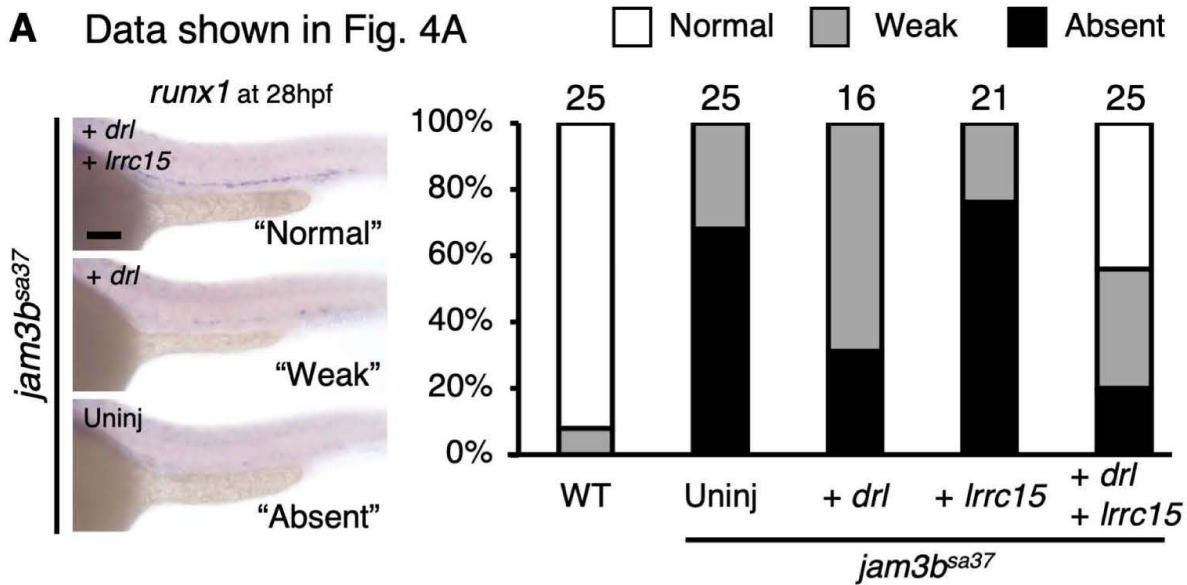 A Data shown in Fig. 4A
Normal Weak Absent
runx1 at 28hpf
+ drl
+ lrrc15
"Normal"
+ drl
"Weak"
Uninj
"Absent"
jam3bsa37
25 25 16 21 25
100%
80%
60%
40%
20%
0%
WT Uninj + drl + lrrc15 + drl
+ lrrc15
jam3bsa37